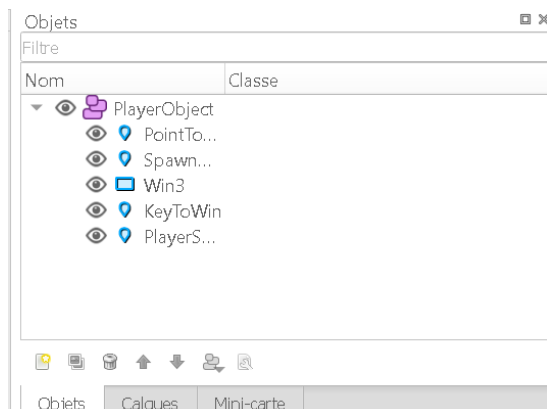 Objets
Filtre
Nom Classe
PlayerObject
PointTo...
Spawn...
Win3
KeyToWin
PlayerS...
Objets Calques Mini-carte